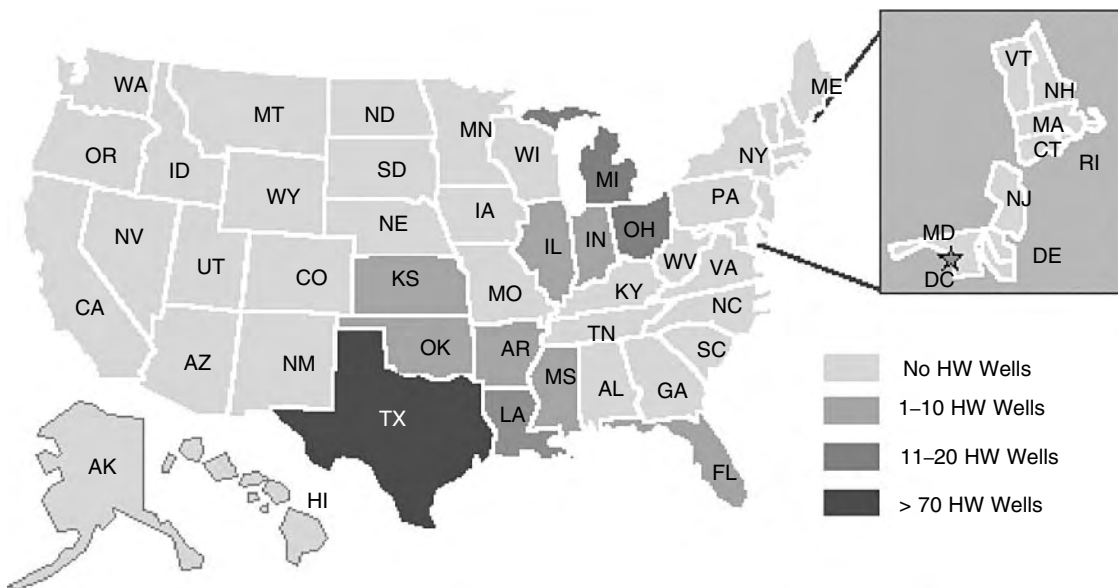 WA
MT
ND
MN
ME
VT
NH
OR
ID
SD
WI
NY
MA
CT
RI
WY
MI
PA
NJ
NE
IA
NV
IL
IN
OH
MD
DE
DC
UT
CO
KS
MO
WV
VA
KY
CA
NC
TN
AZ
NM
OK
AR
SC
MS
AL
GA
TX
LA
FL
AK
HI
No HW Wells
1–10 HW Wells
11–20 HW Wells
> 70 HW Wells